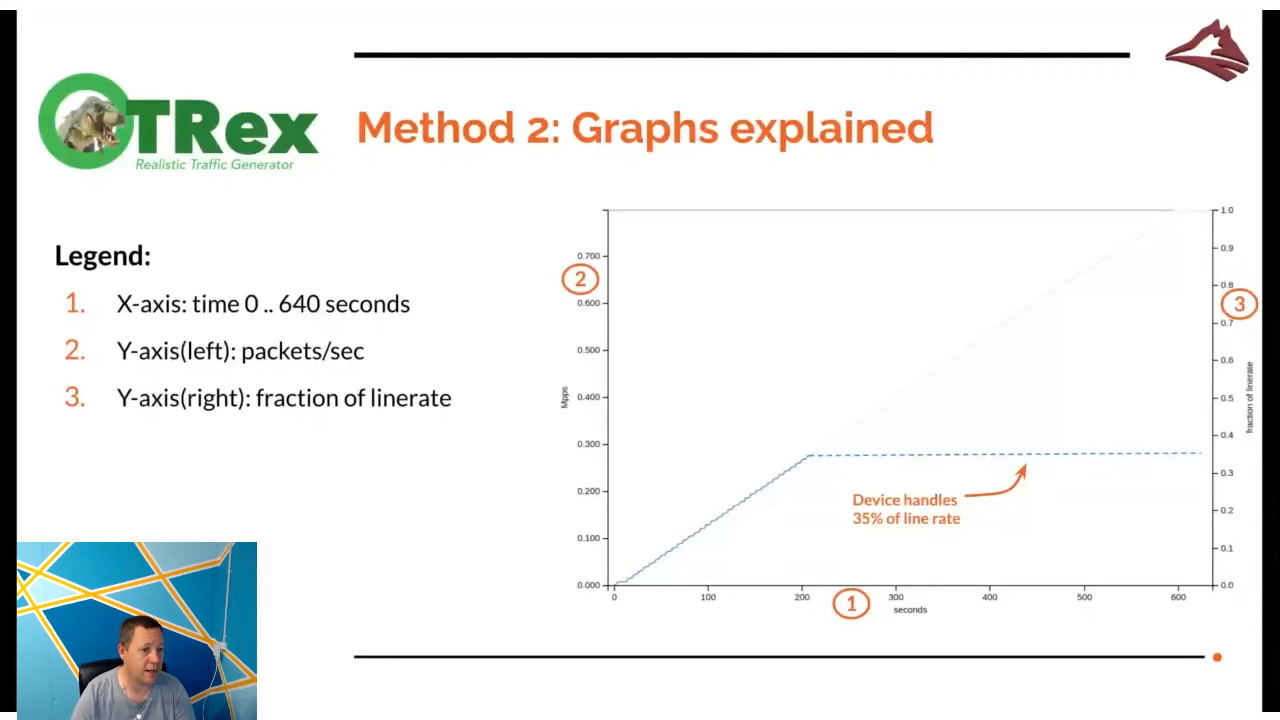 TRex
Realistic Traffic Generator
Method 2: Graphs explained
Legend:
1. X-axis: time 0 .. 640 seconds
2. Y-axis(left): packets/sec
3. Y-axis(right): fraction of linerate
0.700
0.600
0.500
0.400
0.300
0.200
0.100
0.000
Mpps
2
0
100
200
300
400
500
600
seconds
1
1.0
0.9
0.8
0.7
0.6
0.5
0.4
0.3
0.2
0.1
0.0
fraction of linerate
3
Device handles
35% of line rate